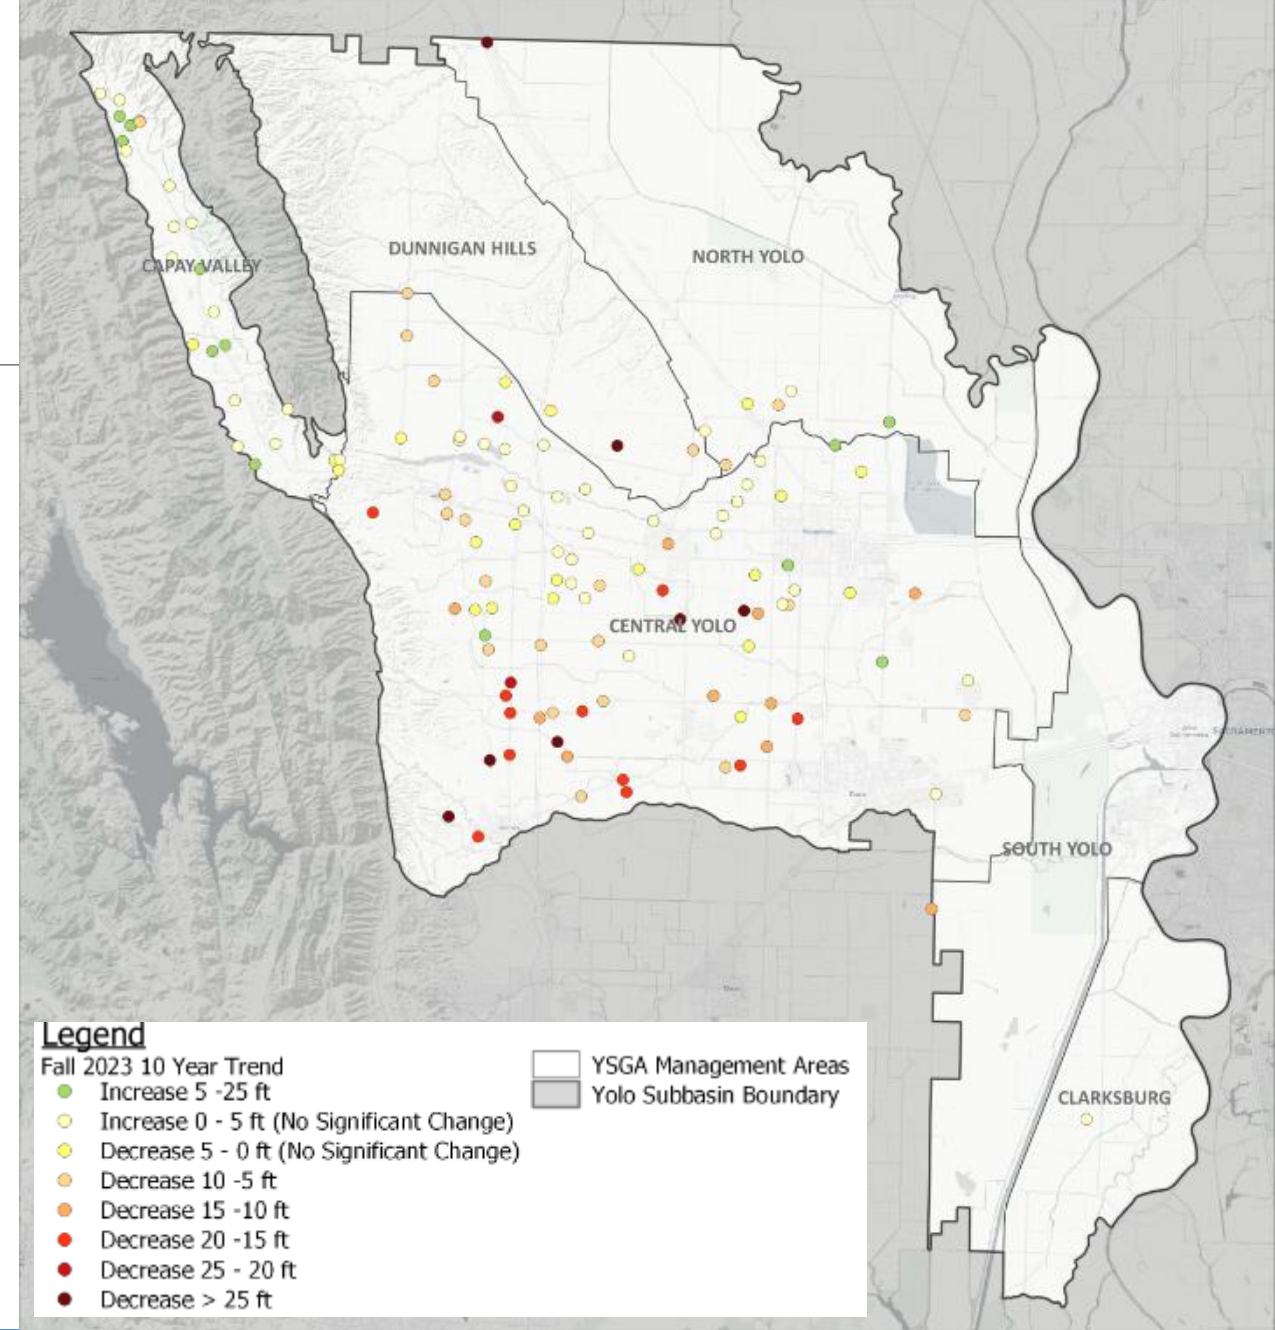 DUNNIGAN HILLS
NORTH YOLO
CAPAY VALLEY
CENTRAL YOLO
SACRAMENTO
SOUTH YOLO
CLARKSBURG
Legend
Fall 2023 10 Year Trend
Increase 5 -25 ft
Increase 0 - 5 ft (No Significant Change)
Decrease 5 - 0 ft (No Significant Change)
Decrease 10 -5 ft
Decrease 15 -10 ft
Decrease 20 -15 ft
Decrease 25 - 20 ft
Decrease > 25 ft
YSGA Management Areas
Yolo Subbasin Boundary